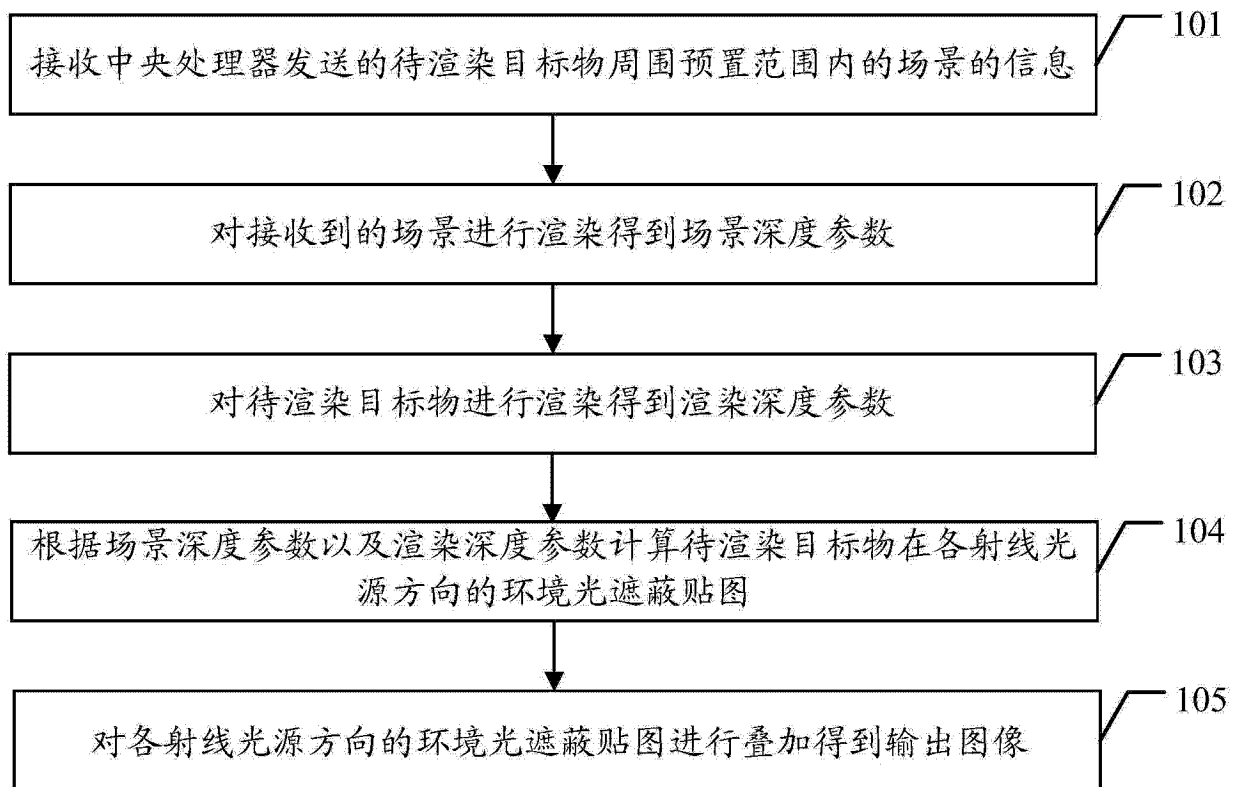 接收中央处理器发送的待渲染目标物周围预置范围内的场景的信息
101
对接收到的场景进行渲染得到场景深度参数
102
对待渲染目标物进行渲染得到渲染深度参数
103
根据场景深度参数以及渲染深度参数计算待渲染目标物在各射线光
源方向的环境光遮蔽贴图
104
对各射线光源方向的环境光遮蔽贴图进行叠加得到输出图像
105